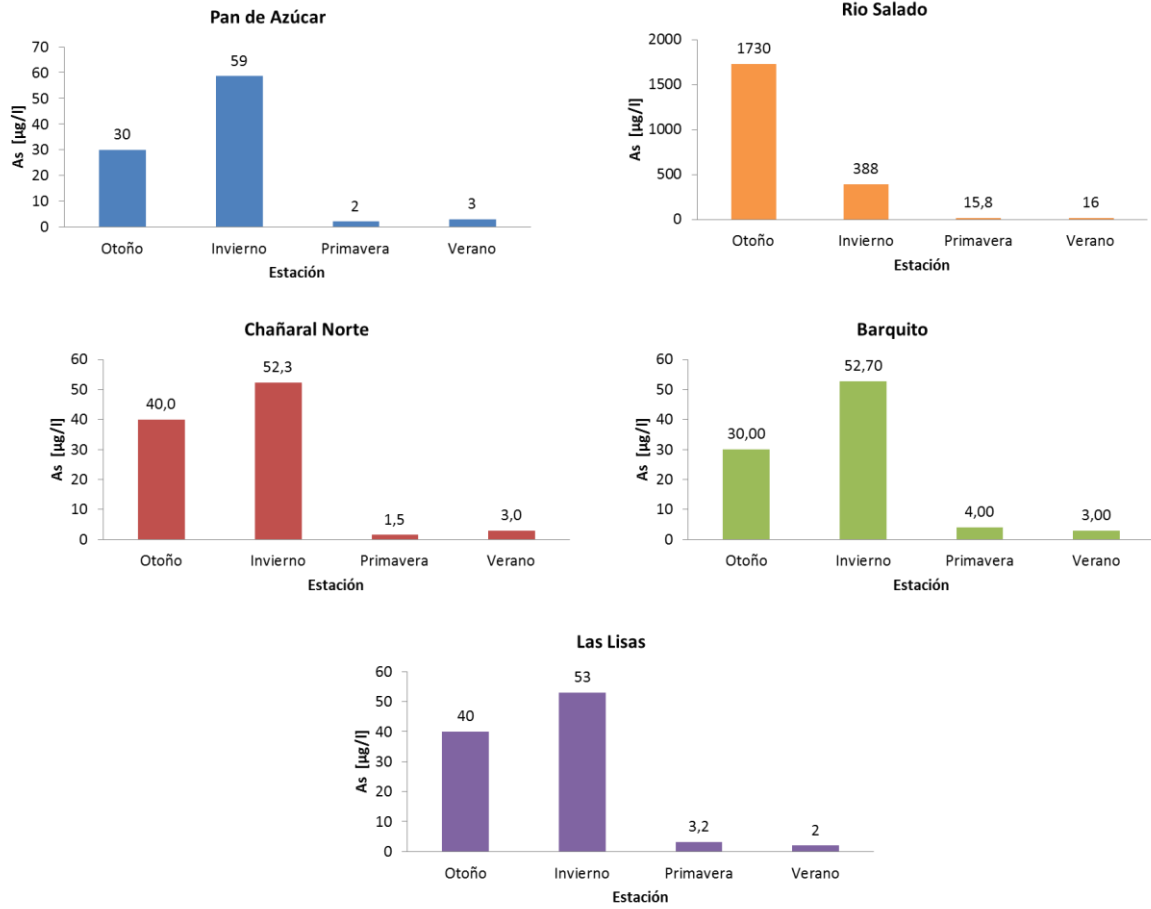 Pan de Azúcar
As [µg/l]
70
60
50
40
30
20
10
0
30
59
2
3
Otoño Invierno Primavera Verano
Estación
Rio Salado
As [µg/l]
2000
1500
1000
500
0
1730
388
15,8
16
Otoño Invierno Primavera Verano
Estación
Chañaral Norte
As [µg/l]
60
50
40
30
20
10
0
40,0
52,3
1,5
3,0
Otoño Invierno Primavera Verano
Estación
Barquito
As [µg/l]
60
50
40
30
20
10
0
30,00
52,70
4,00
3,00
Otoño Invierno Primavera Verano
Estación
Las Lisas
As [µg/l]
60
50
40
30
20
10
0
40
53
3,2
2
Otoño Invierno Primavera Verano
Estación